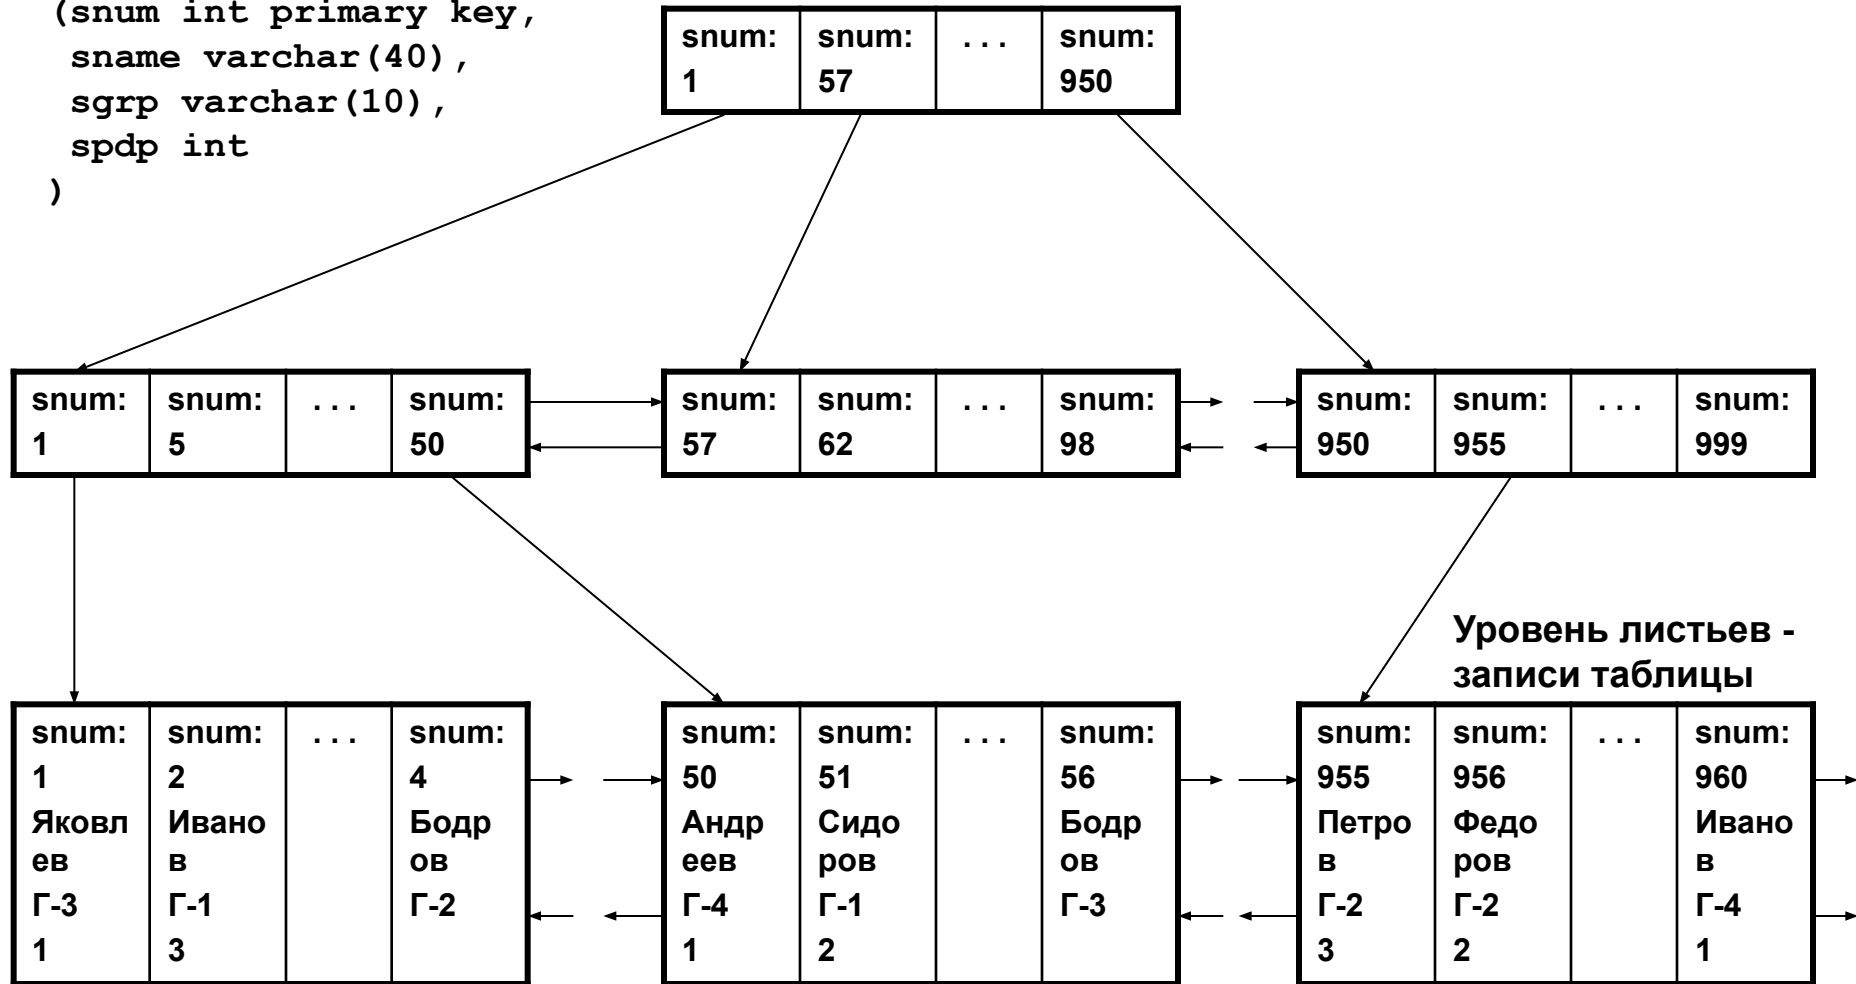 (snum int primary key,
sname varchar(40),
sgrp varchar(10),
spdp int
)
snum: snum: ... snum:
1 57 950
snum: snum: ... snum:
1 5 50
snum: snum: ... snum:
57 62 98
snum: snum: ... snum:
950 955 999
Уровень листьев -
записи таблицы
snum: snum: ... snum:
1 2 4
Яковл Ивано Бодр
ев в ов
Г-3 Г-1 Г-2
1 3
snum: snum: ... snum:
50 51 56
Андр Сидо Бодр
еев ров ов
Г-4 Г-1 Г-3
1 2
snum: snum: ... snum:
955 956 960
Петро Федо Ивано
в ров в
Г-2 Г-2 Г-4
3 2 1